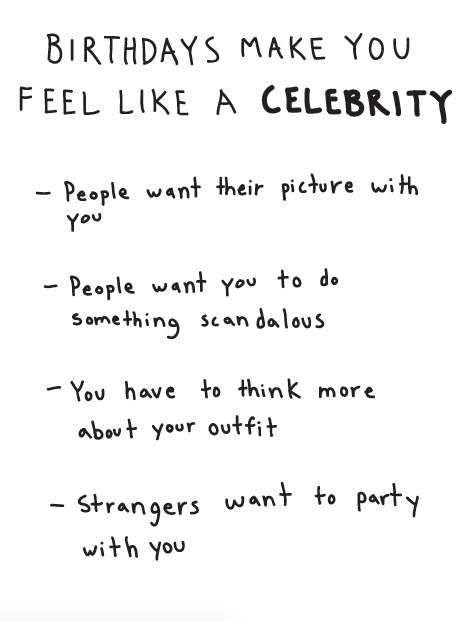 BIRTHDAYS MAKE YOU
FEEL LIKE A CELEBRITY
- People want their picture with
you
- People want you to do
something scandalous
- You have to think more
about your outfit
- Strangers want to party
with you